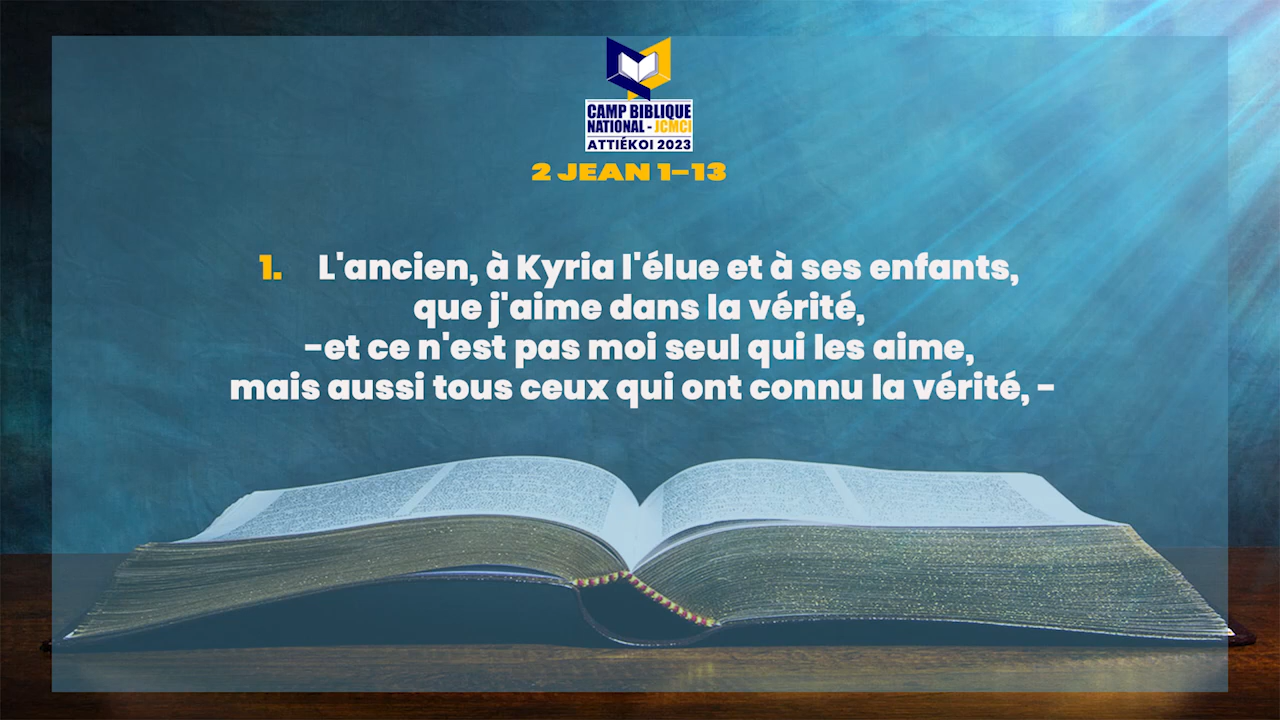 CAMP BIBLIQUE
NATIONAL - JCMCI
ATTIÉKOI 2023
2 JEAN 1-13
1. L'ancien, à Kyria l'élue et à ses enfants,
que j'aime dans la vérité,
-et ce n'est pas moi seul qui les aime,
mais aussi tous ceux qui ont connu la vérité, -